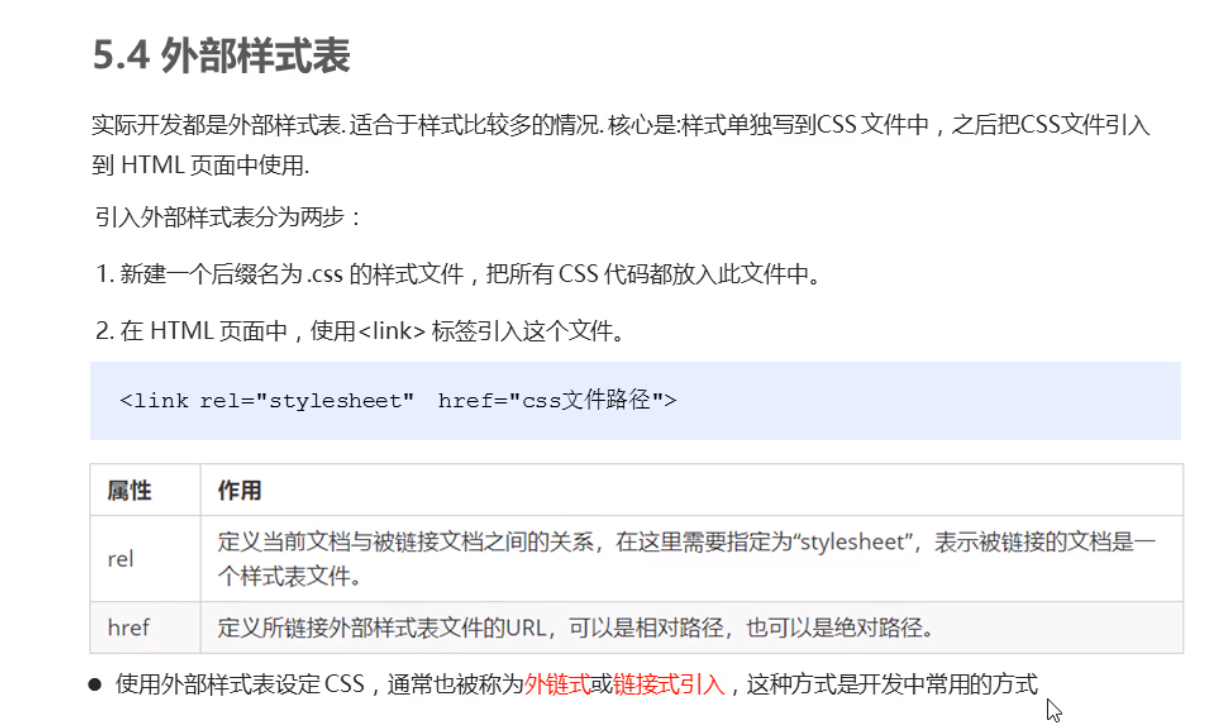 5.4 外部样式表
实际开发都是外部样式表. 适合于样式比较多的情况. 核心是:样式单独写到CSS 文件中，之后把CSS文件引入
到 HTML 页面中使用.
引入外部样式表分为两步：
1. 新建一个后缀名为 .css 的样式文件，把所有 CSS 代码都放入此文件中。
2. 在 HTML 页面中，使用<link> 标签引入这个文件。
<link rel="stylesheet"  href="css文件路径">
属性 作用
rel 定义当前文档与被链接文档之间的关系，在这里需要指定为“stylesheet”，表示被链接的文档是一
个样式表文件。
href 定义所链接外部样式表文件的URL，可以是相对路径，也可以是绝对路径。
● 使用外部样式表设定 CSS，通常也被称为外链式或链接式引入，这种方式是开发中常用的方式